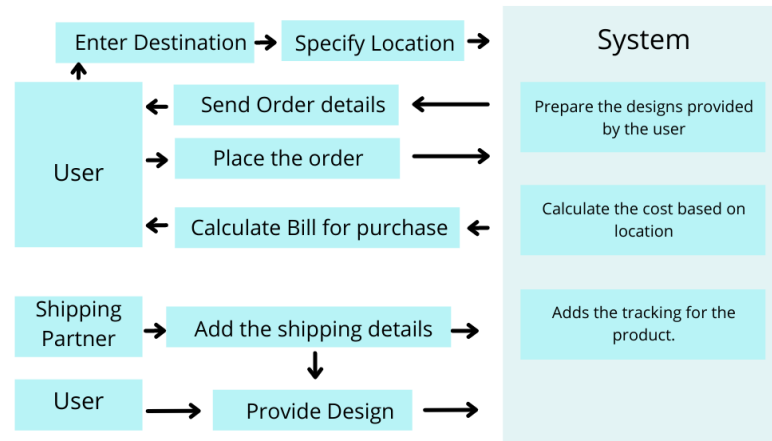 Enter Destination
Specify Location
System
Send Order details
Prepare the designs provided
by the user
User
Place the order
Calculate Bill for purchase
Calculate the cost based on
location
Shipping
Partner
Add the shipping details
Adds the tracking for the
product.
User
Provide Design